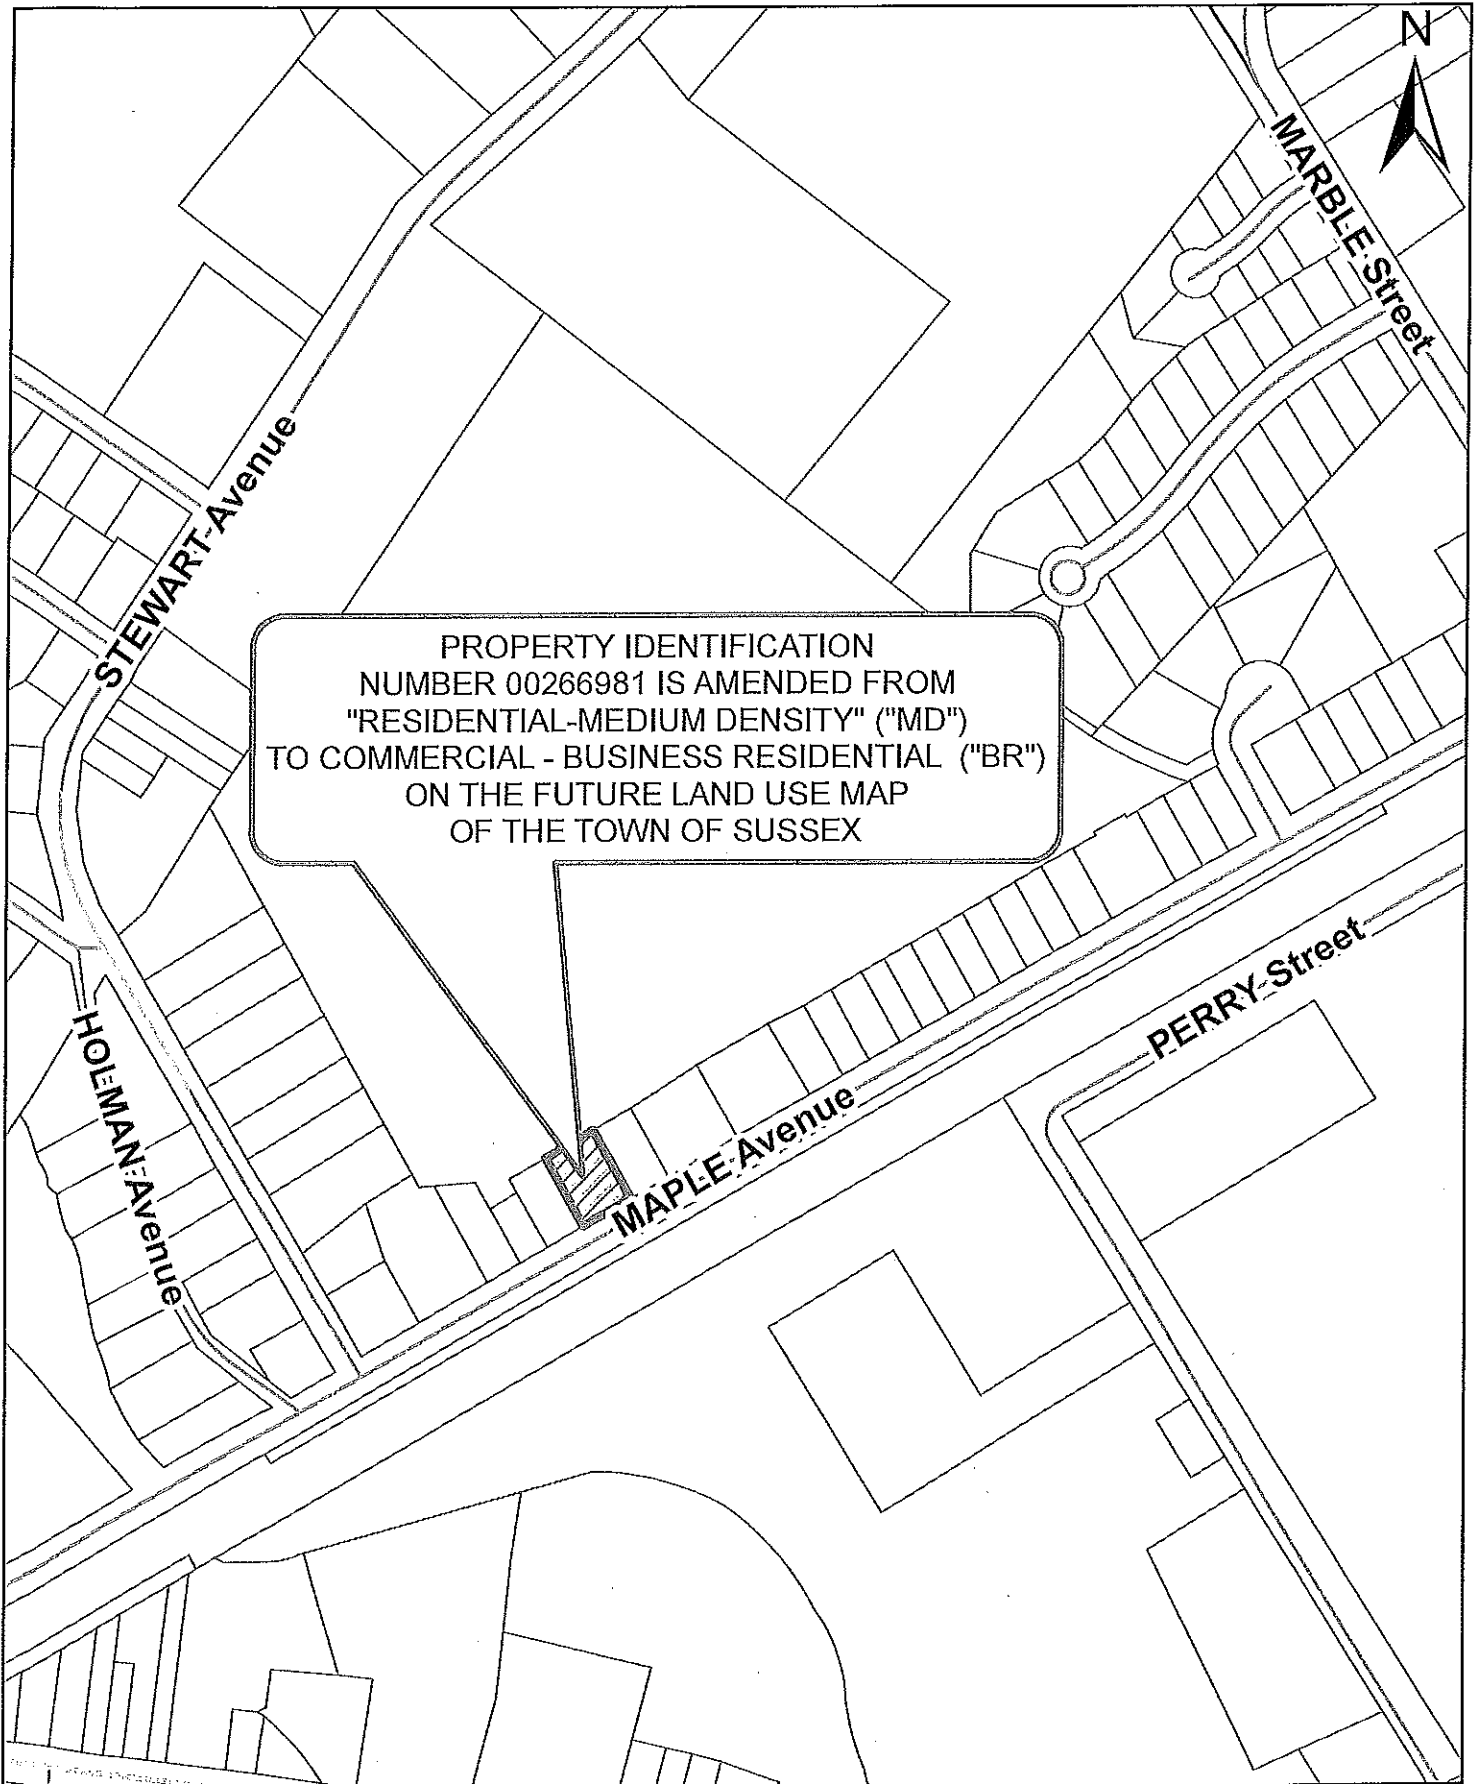 N
MARBLE Street
STEWART Avenue
PROPERTY IDENTIFICATION
NUMBER 00266981 IS AMENDED FROM
"RESIDENTIAL-MEDIUM DENSITY" ("MD")
TO COMMERCIAL - BUSINESS RESIDENTIAL ("BR")
ON THE FUTURE LAND USE MAP
OF THE TOWN OF SUSSEX
PERRY Street
HOLMAN Avenue
MAPLE Avenue